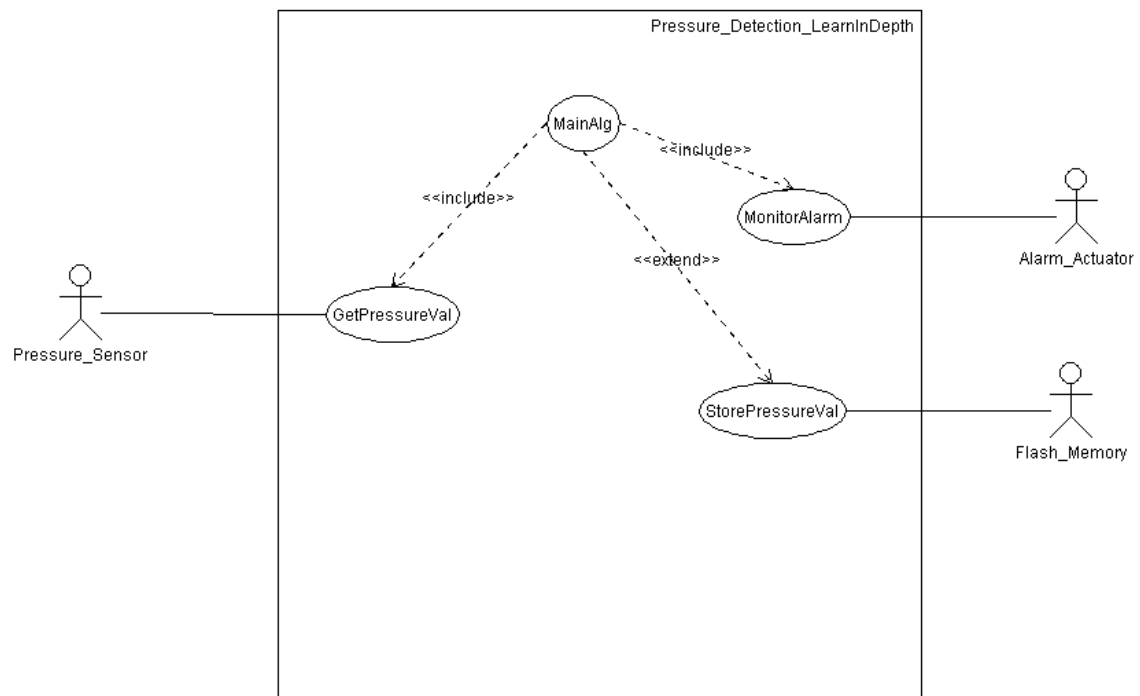 Pressure_Detection_LearnInDepth
MainAlg
<<include>>
<<include>>
MonitorAlarm
Alarm_Actuator
<<extend>>
GetPressureVal
Pressure_Sensor
StorePressureVal
Flash_Memory